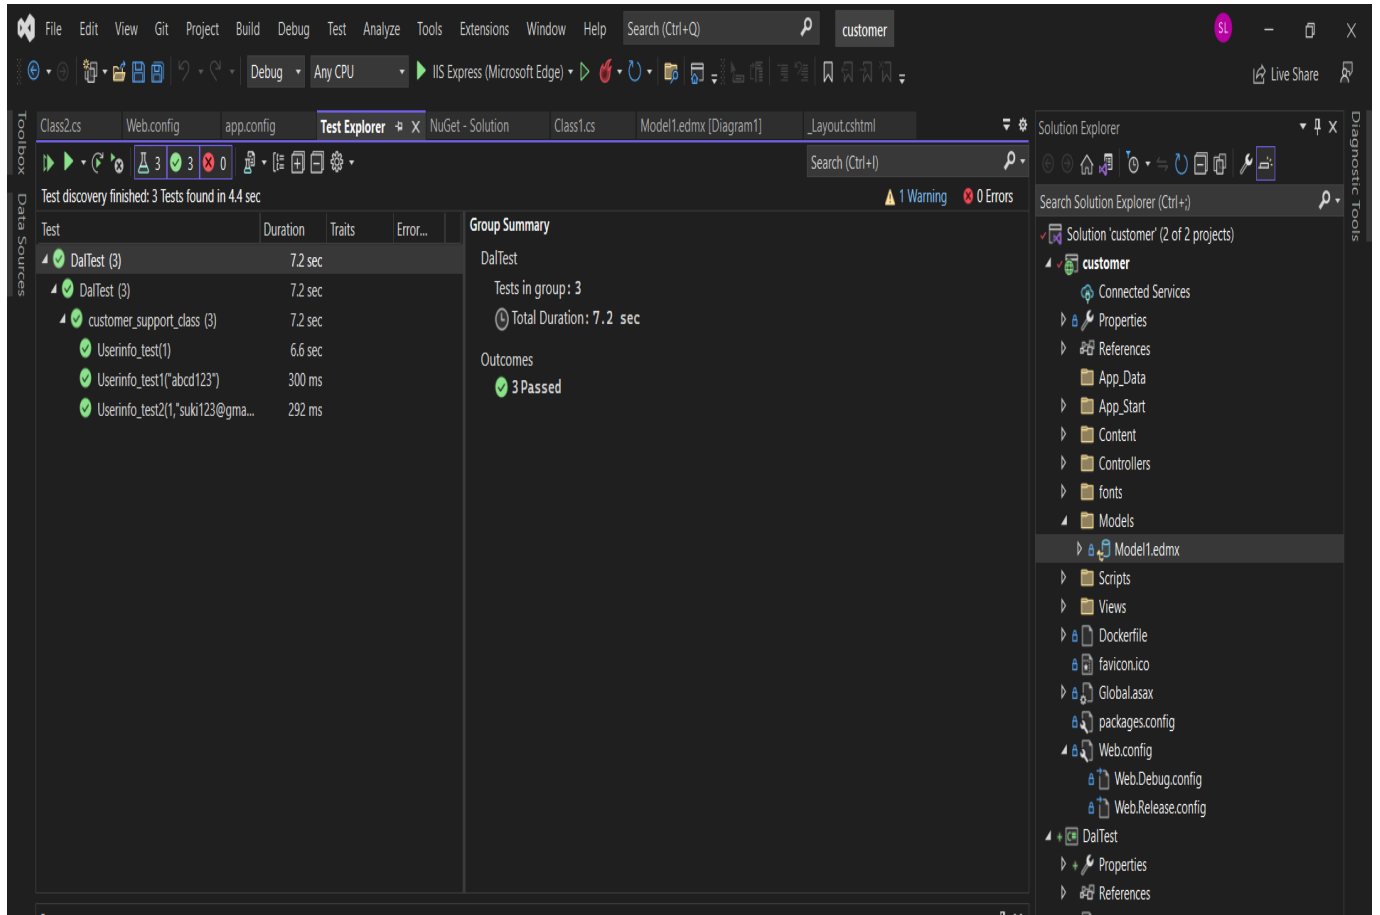 File Edit View Git Project Build Debug Test Analyze Tools Extensions Window Help Search (Ctrl+Q) customer SL
Debug Any CPU IIS Express (Microsoft Edge) Live Share
Toolbox
Data Sources
Class2.cs Web.config app.config Test Explorer NuGet - Solution Class1.cs Model1.edmx [Diagram1] _Layout.cshtml
3 3 0 Search (Ctrl+I)
Test discovery finished: 3 Tests found in 4.4 sec 1 Warning 0 Errors
Test Duration Traits Error...
DalTest (3) 7.2 sec
DalTest (3) 7.2 sec
customer_support_class (3) 7.2 sec
Userinfo_test(1) 6.6 sec
Userinfo_test1("abcd123") 300 ms
Userinfo_test2(1,"suki123@gma... 292 ms
Group Summary
DalTest
Tests in group: 3
Total Duration: 7.2 sec
Outcomes
3 Passed
Solution Explorer
Search Solution Explorer (Ctrl+;)
Solution 'customer' (2 of 2 projects)
customer
Connected Services
Properties
References
App_Data
App_Start
Content
Controllers
fonts
Models
Model1.edmx
Scripts
Views
Dockerfile
favicon.ico
Global.asax
packages.config
Web.config
Web.Debug.config
Web.Release.config
DalTest
Properties
References
Diagnostic Tools